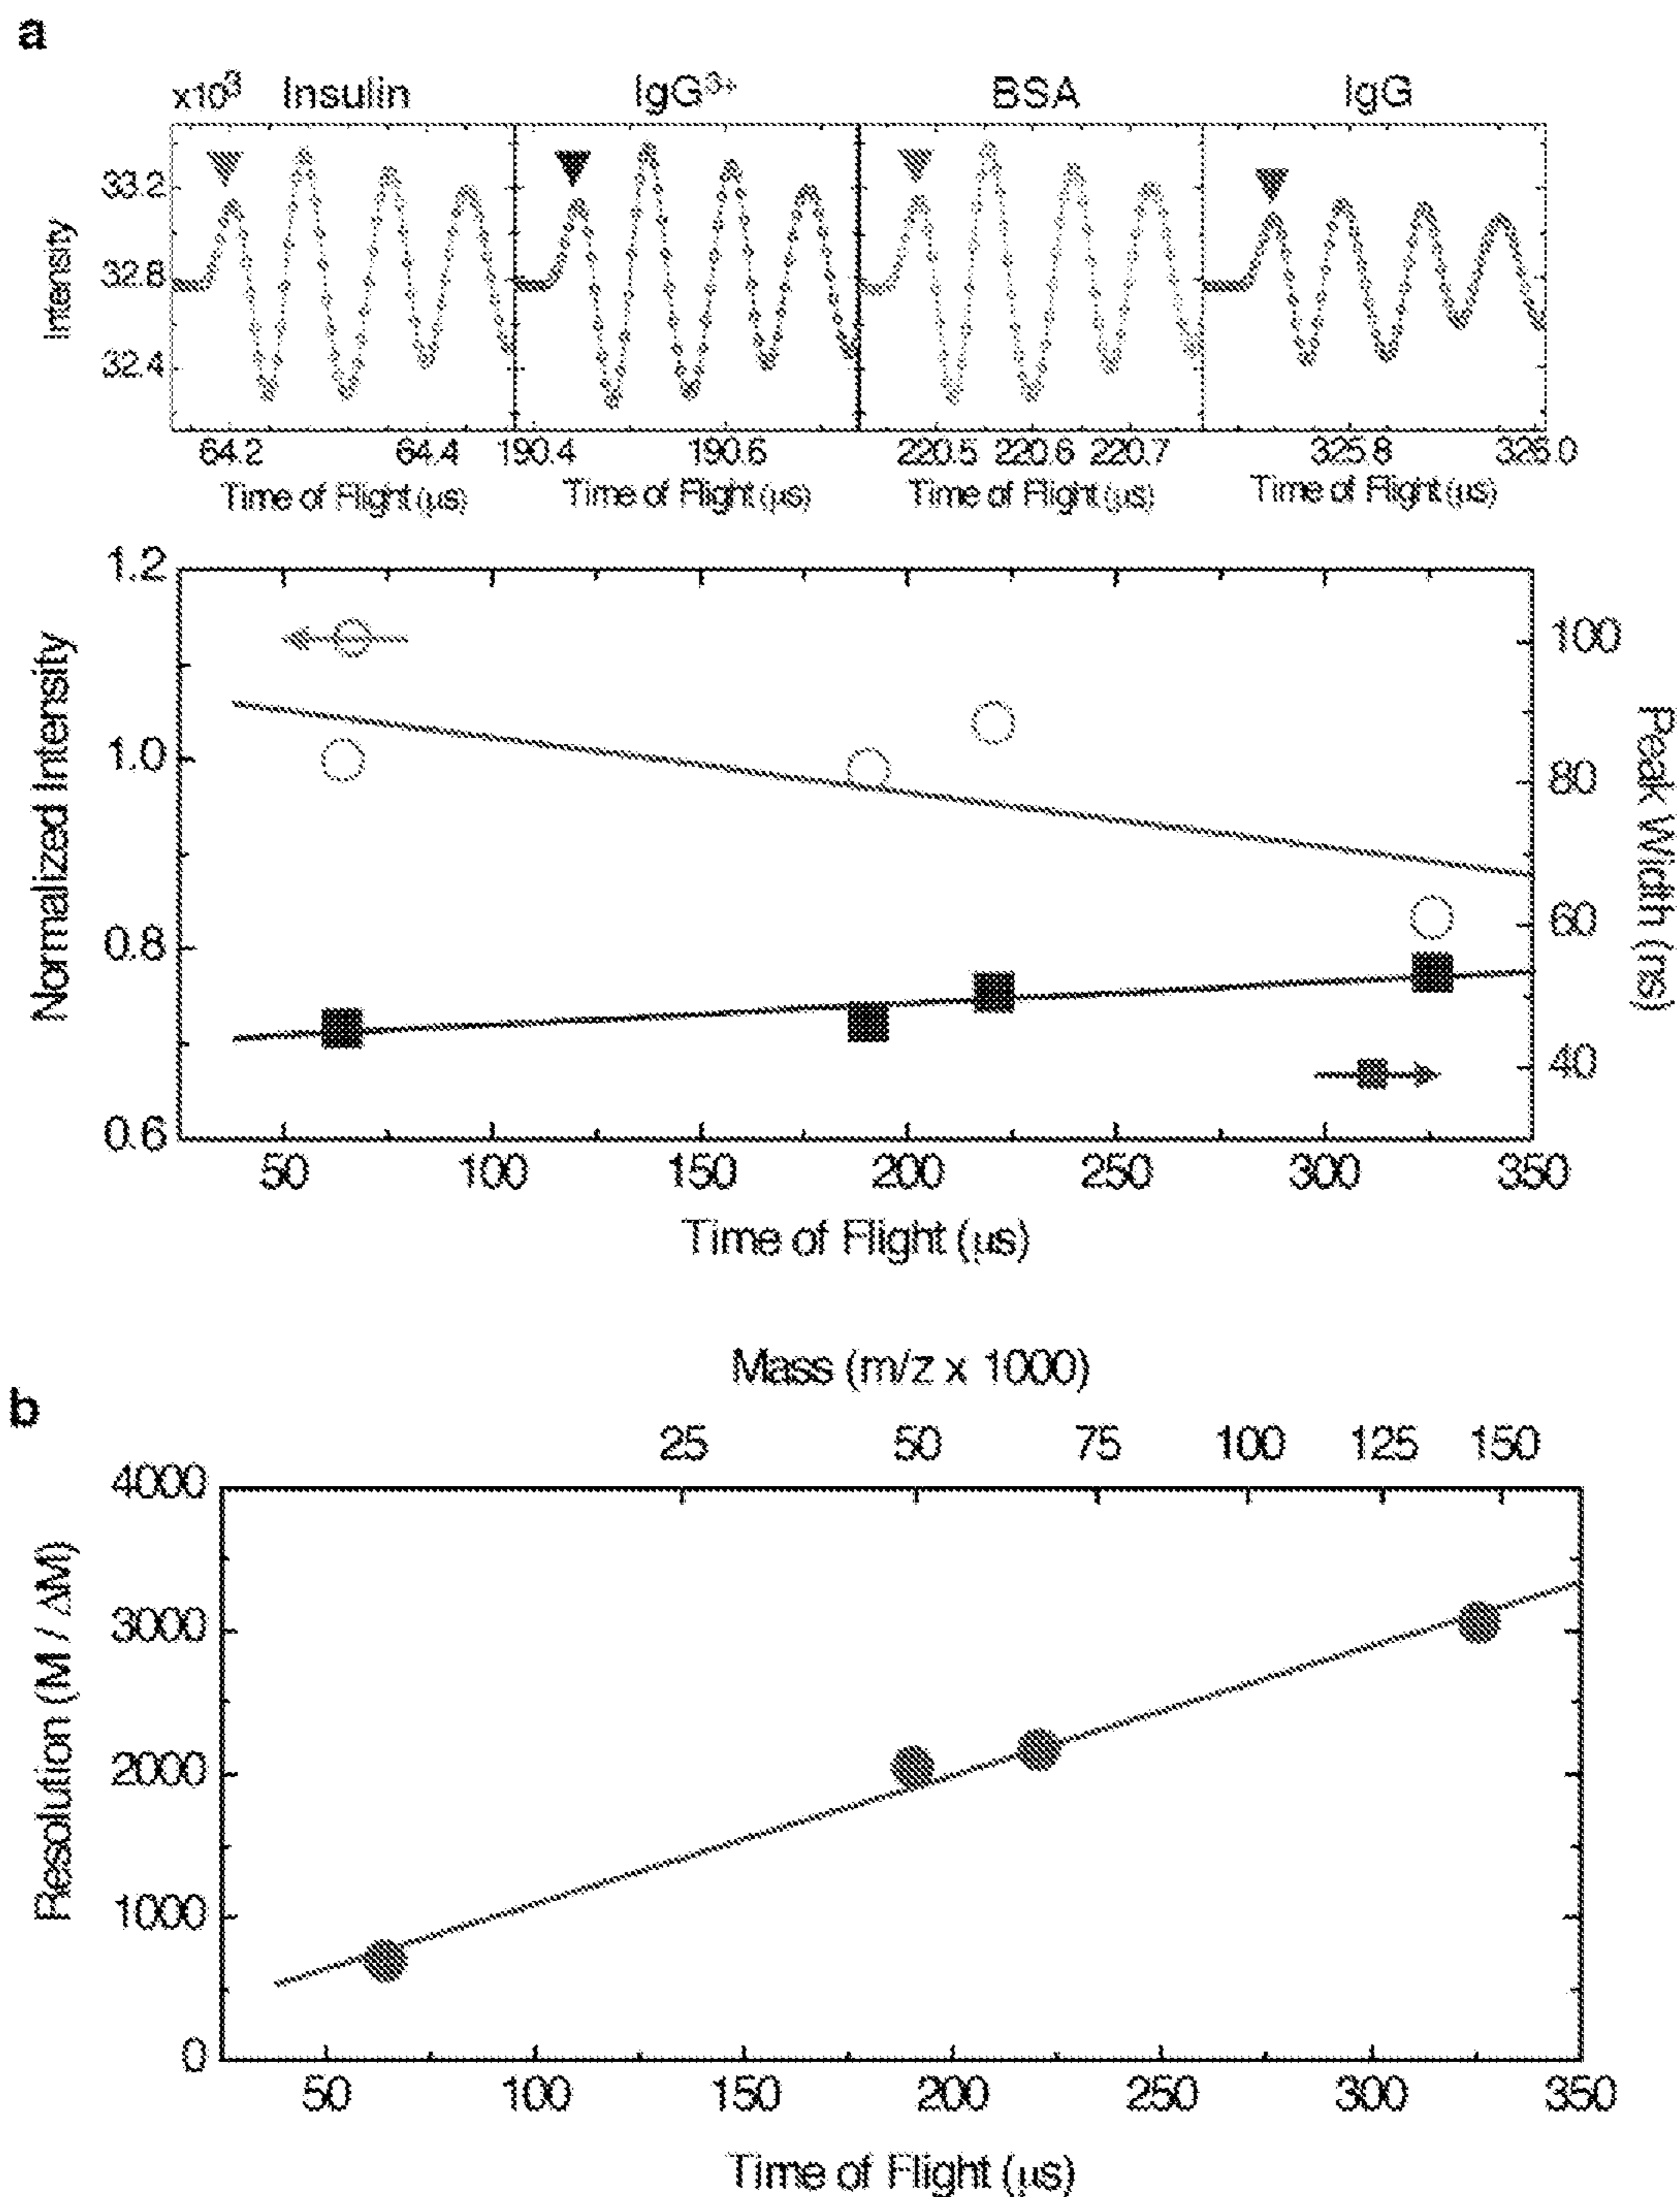 a
x10³ Insulin IgG³⁺ BSA IgG
Intensity
33.2
32.8
32.4
64.2 64.4 190.4 190.6 220.5 220.6 220.7 325.8 326.0
Time of Flight (μs) Time of Flight (μs) Time of Flight (μs) Time of Flight (μs)
Normalized Intensity
1.2
1.0
0.8
0.6
Peak Width (ns)
100
80
60
40
50 100 150 200 250 300 350
Time of Flight (μs)
b
Mass (m/z x 1000)
25 50 75 100 125 150
Resolution (M / ΔM)
4000
3000
2000
1000
0
50 100 150 200 250 300 350
Time of Flight (μs)